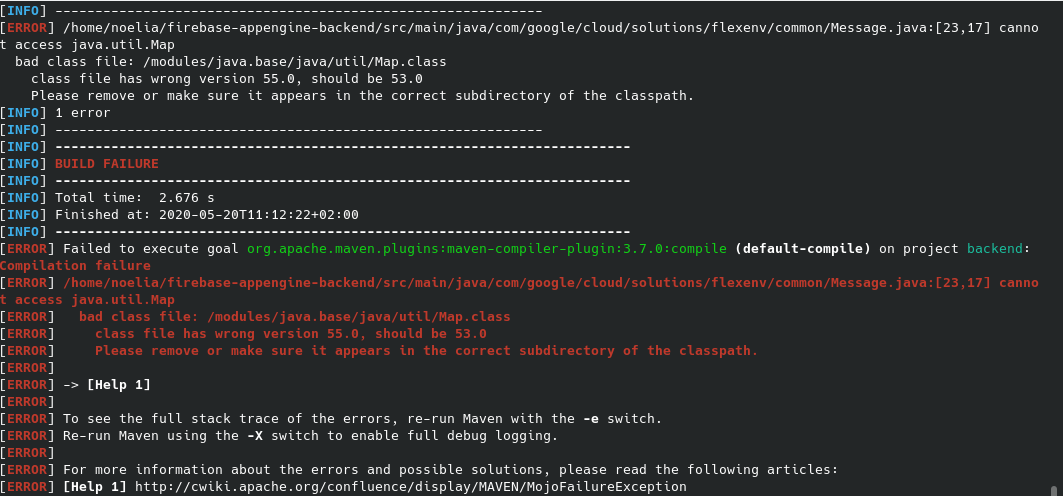 [INFO] -------------------------------------------------------------
[ERROR] /home/noelia/firebase-appengine-backend/src/main/java/com/google/cloud/solutions/flexenv/common/Message.java:[23,17] canno
t access java.util.Map
  bad class file: /modules/java.base/java/util/Map.class
    class file has wrong version 55.0, should be 53.0
    Please remove or make sure it appears in the correct subdirectory of the classpath.
[INFO] 1 error
[INFO] -------------------------------------------------------------
[INFO] ------------------------------------------------------------------------
[INFO] BUILD FAILURE
[INFO] ------------------------------------------------------------------------
[INFO] Total time:  2.676 s
[INFO] Finished at: 2020-05-20T11:12:22+02:00
[INFO] ------------------------------------------------------------------------
[ERROR] Failed to execute goal org.apache.maven.plugins:maven-compiler-plugin:3.7.0:compile (default-compile) on project backend:
Compilation failure
[ERROR] /home/noelia/firebase-appengine-backend/src/main/java/com/google/cloud/solutions/flexenv/common/Message.java:[23,17] canno
t access java.util.Map
[ERROR]   bad class file: /modules/java.base/java/util/Map.class
[ERROR]     class file has wrong version 55.0, should be 53.0
[ERROR]     Please remove or make sure it appears in the correct subdirectory of the classpath.
[ERROR]
[ERROR] -> [Help 1]
[ERROR]
[ERROR] To see the full stack trace of the errors, re-run Maven with the -e switch.
[ERROR] Re-run Maven using the -X switch to enable full debug logging.
[ERROR]
[ERROR] For more information about the errors and possible solutions, please read the following articles:
[ERROR] [Help 1] http://cwiki.apache.org/confluence/display/MAVEN/MojoFailureException